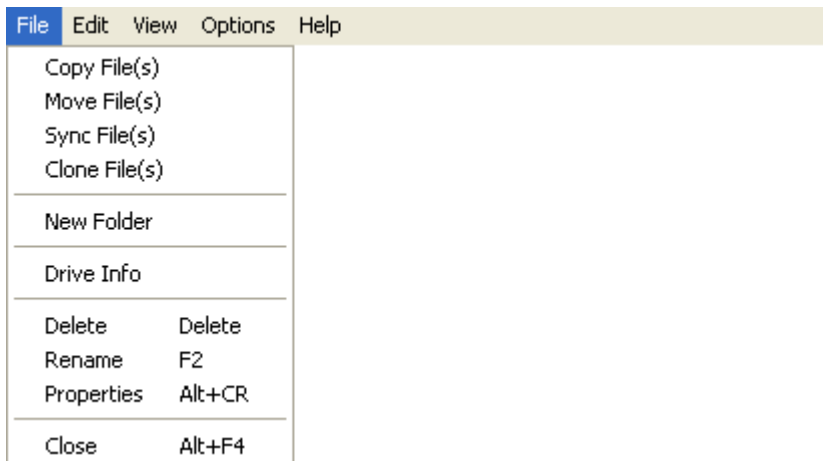 File Edit View Options Help
Copy File(s)
Move File(s)
Sync File(s)
Clone File(s)
New Folder
Drive Info
Delete Delete
Rename F2
Properties Alt+CR
Close Alt+F4